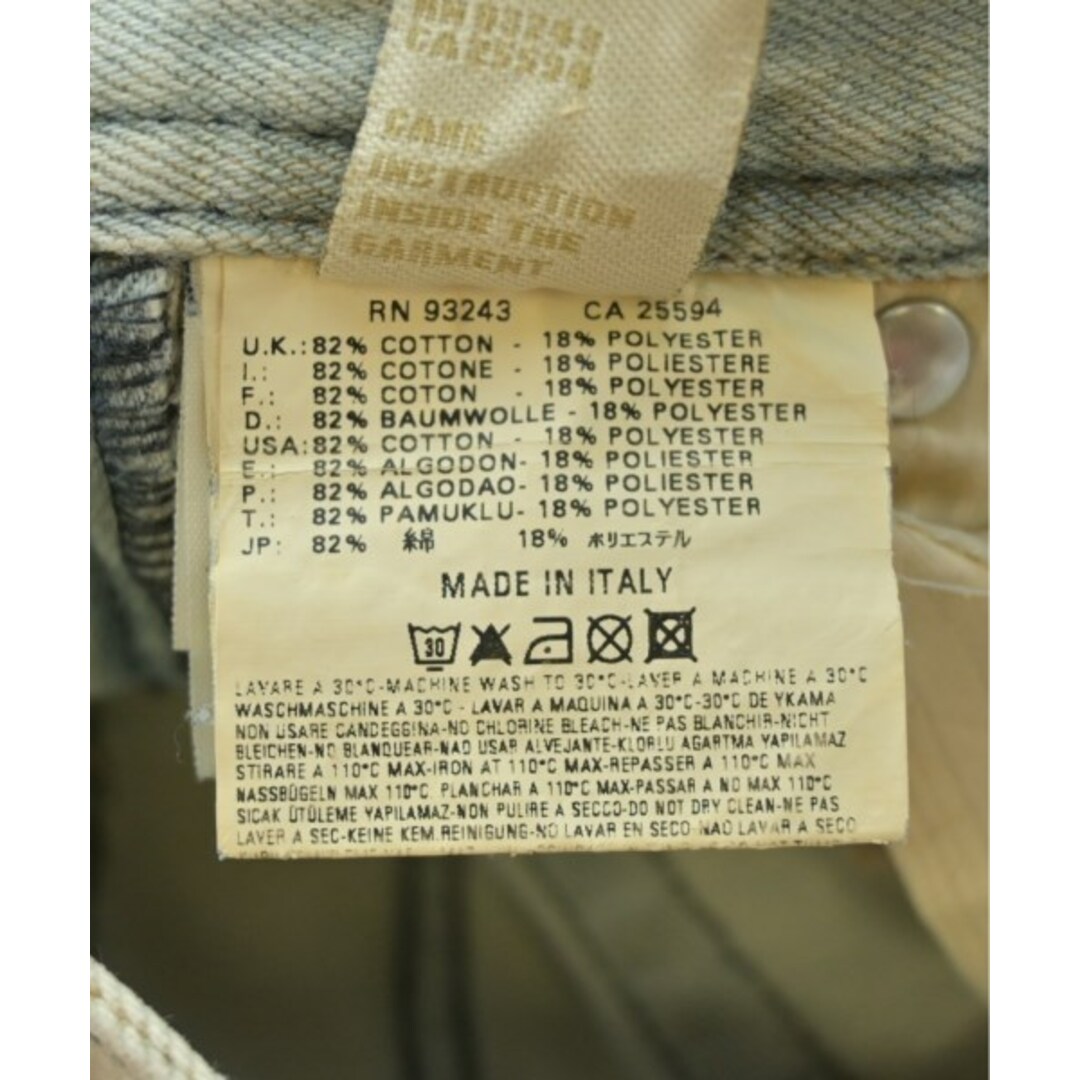 RN 93243
CA 25594
CARE
INSTRUCTION
INSIDE THE
GARMENT
RN 93243 CA 25594
U.K.: 82% COTTON - 18% POLYESTER
I.: 82% COTONE - 18% POLIESTERE
F.: 82% COTON - 18% POLYESTER
D.: 82% BAUMWOLLE - 18% POLYESTER
USA: 82% COTTON - 18% POLYESTER
E.: 82% ALGODON - 18% POLIESTER
P.: 82% ALGODAO - 18% POLIESTER
T.: 82% PAMUKLU - 18% POLYESTER
JP: 82% 綿 18% ポリエステル
MADE IN ITALY
30
LAVARE A 30°C-MACHINE WASH TO 30°C-LAVER A MACHINE A 30°C
WASCHMASCHINE A 30°C - LAVAR A MAQUINA A 30°C-30°C DE YKAMA
NON USARE CANDEGGINA-NO CHLORINE BLEACH-NE PAS BLANCHIR-NICHT
BLEICHEN-NO BLANQUEAR-NAO USAR ALVEJANTE-KLORLU AGARTMA YAPILAMAZ
STIRARE A 110°C MAX-IRON AT 110°C MAX-REPASSER A 110°C MAX
NASSBÜGELN MAX 110°C PLANCHAR A 110°C MAX-PASSAR A NO MAX 110°C
SICAK ÜTÜLEME YAPILAMAZ-NON PULIRE A SECCO-DO NOT DRY CLEAN-NE PAS
LAVER A SEC-KEINE KEM.REINIGUNG-NO LAVAR EN SECO-NAO LAVAR A SECO